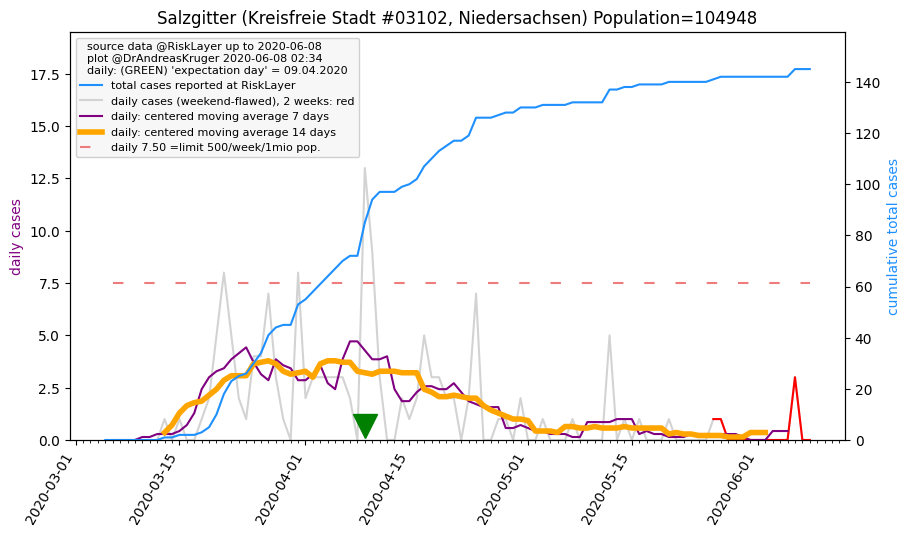 Salzgitter (Kreisfreie Stadt #03102, Niedersachsen) Population=104948
source data @RiskLayer up to 2020-06-08
plot @DrAndreasKruger 2020-06-08 02:34
daily: (GREEN) 'expectation day' = 09.04.2020
total cases reported at RiskLayer
daily cases (weekend-flawed), 2 weeks: red
daily: centered moving average 7 days
daily: centered moving average 14 days
daily 7.50 =limit 500/week/1mio pop.
daily cases
17.5
15.0
12.5
10.0
7.5
5.0
2.5
0.0
140
120
100
80
60
40
20
0
cumulative total cases
2020-03-01
2020-03-15
2020-04-01
2020-04-15
2020-05-01
2020-05-15
2020-06-01